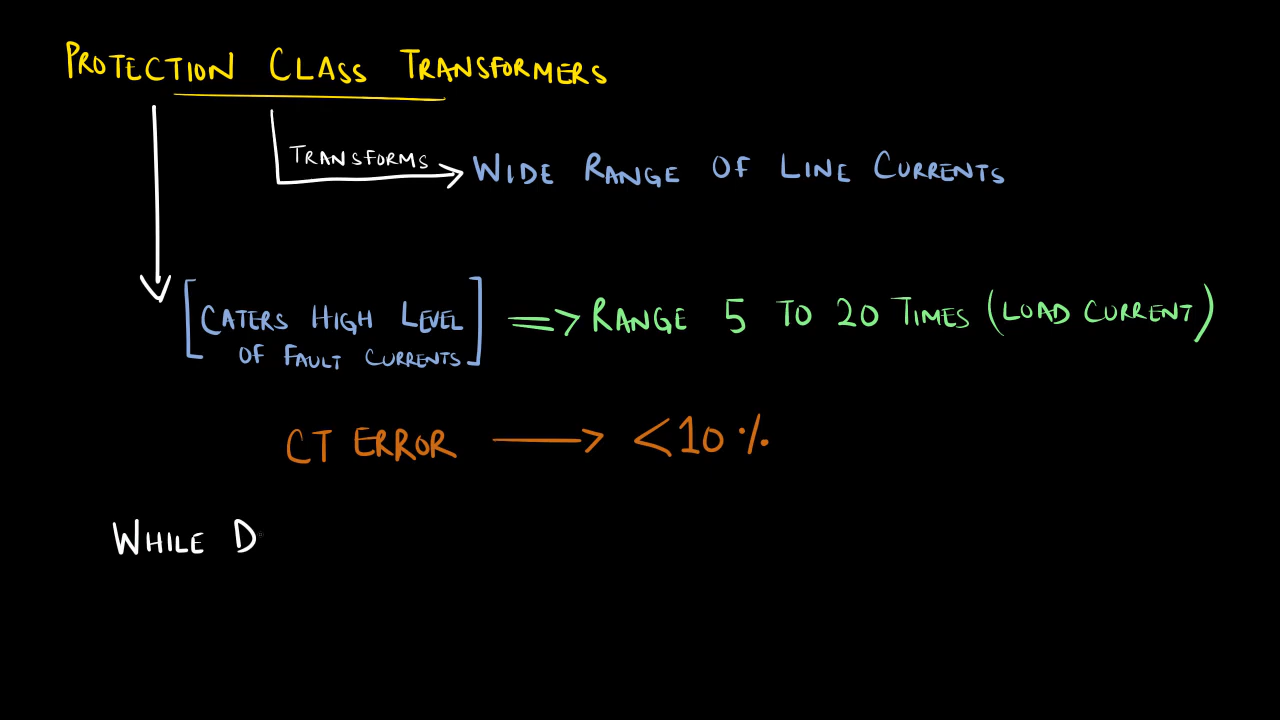 PROTECTION CLASS TRANSFORMERS
TRANSFORMS
WIDE RANGE OF LINE CURRENTS
[CATERS HIGH LEVEL
OF FAULT CURRENTS]
=> RANGE 5 TO 20 TIMES (LOAD CURRENT)
CT ERROR → <10%
WHILE D